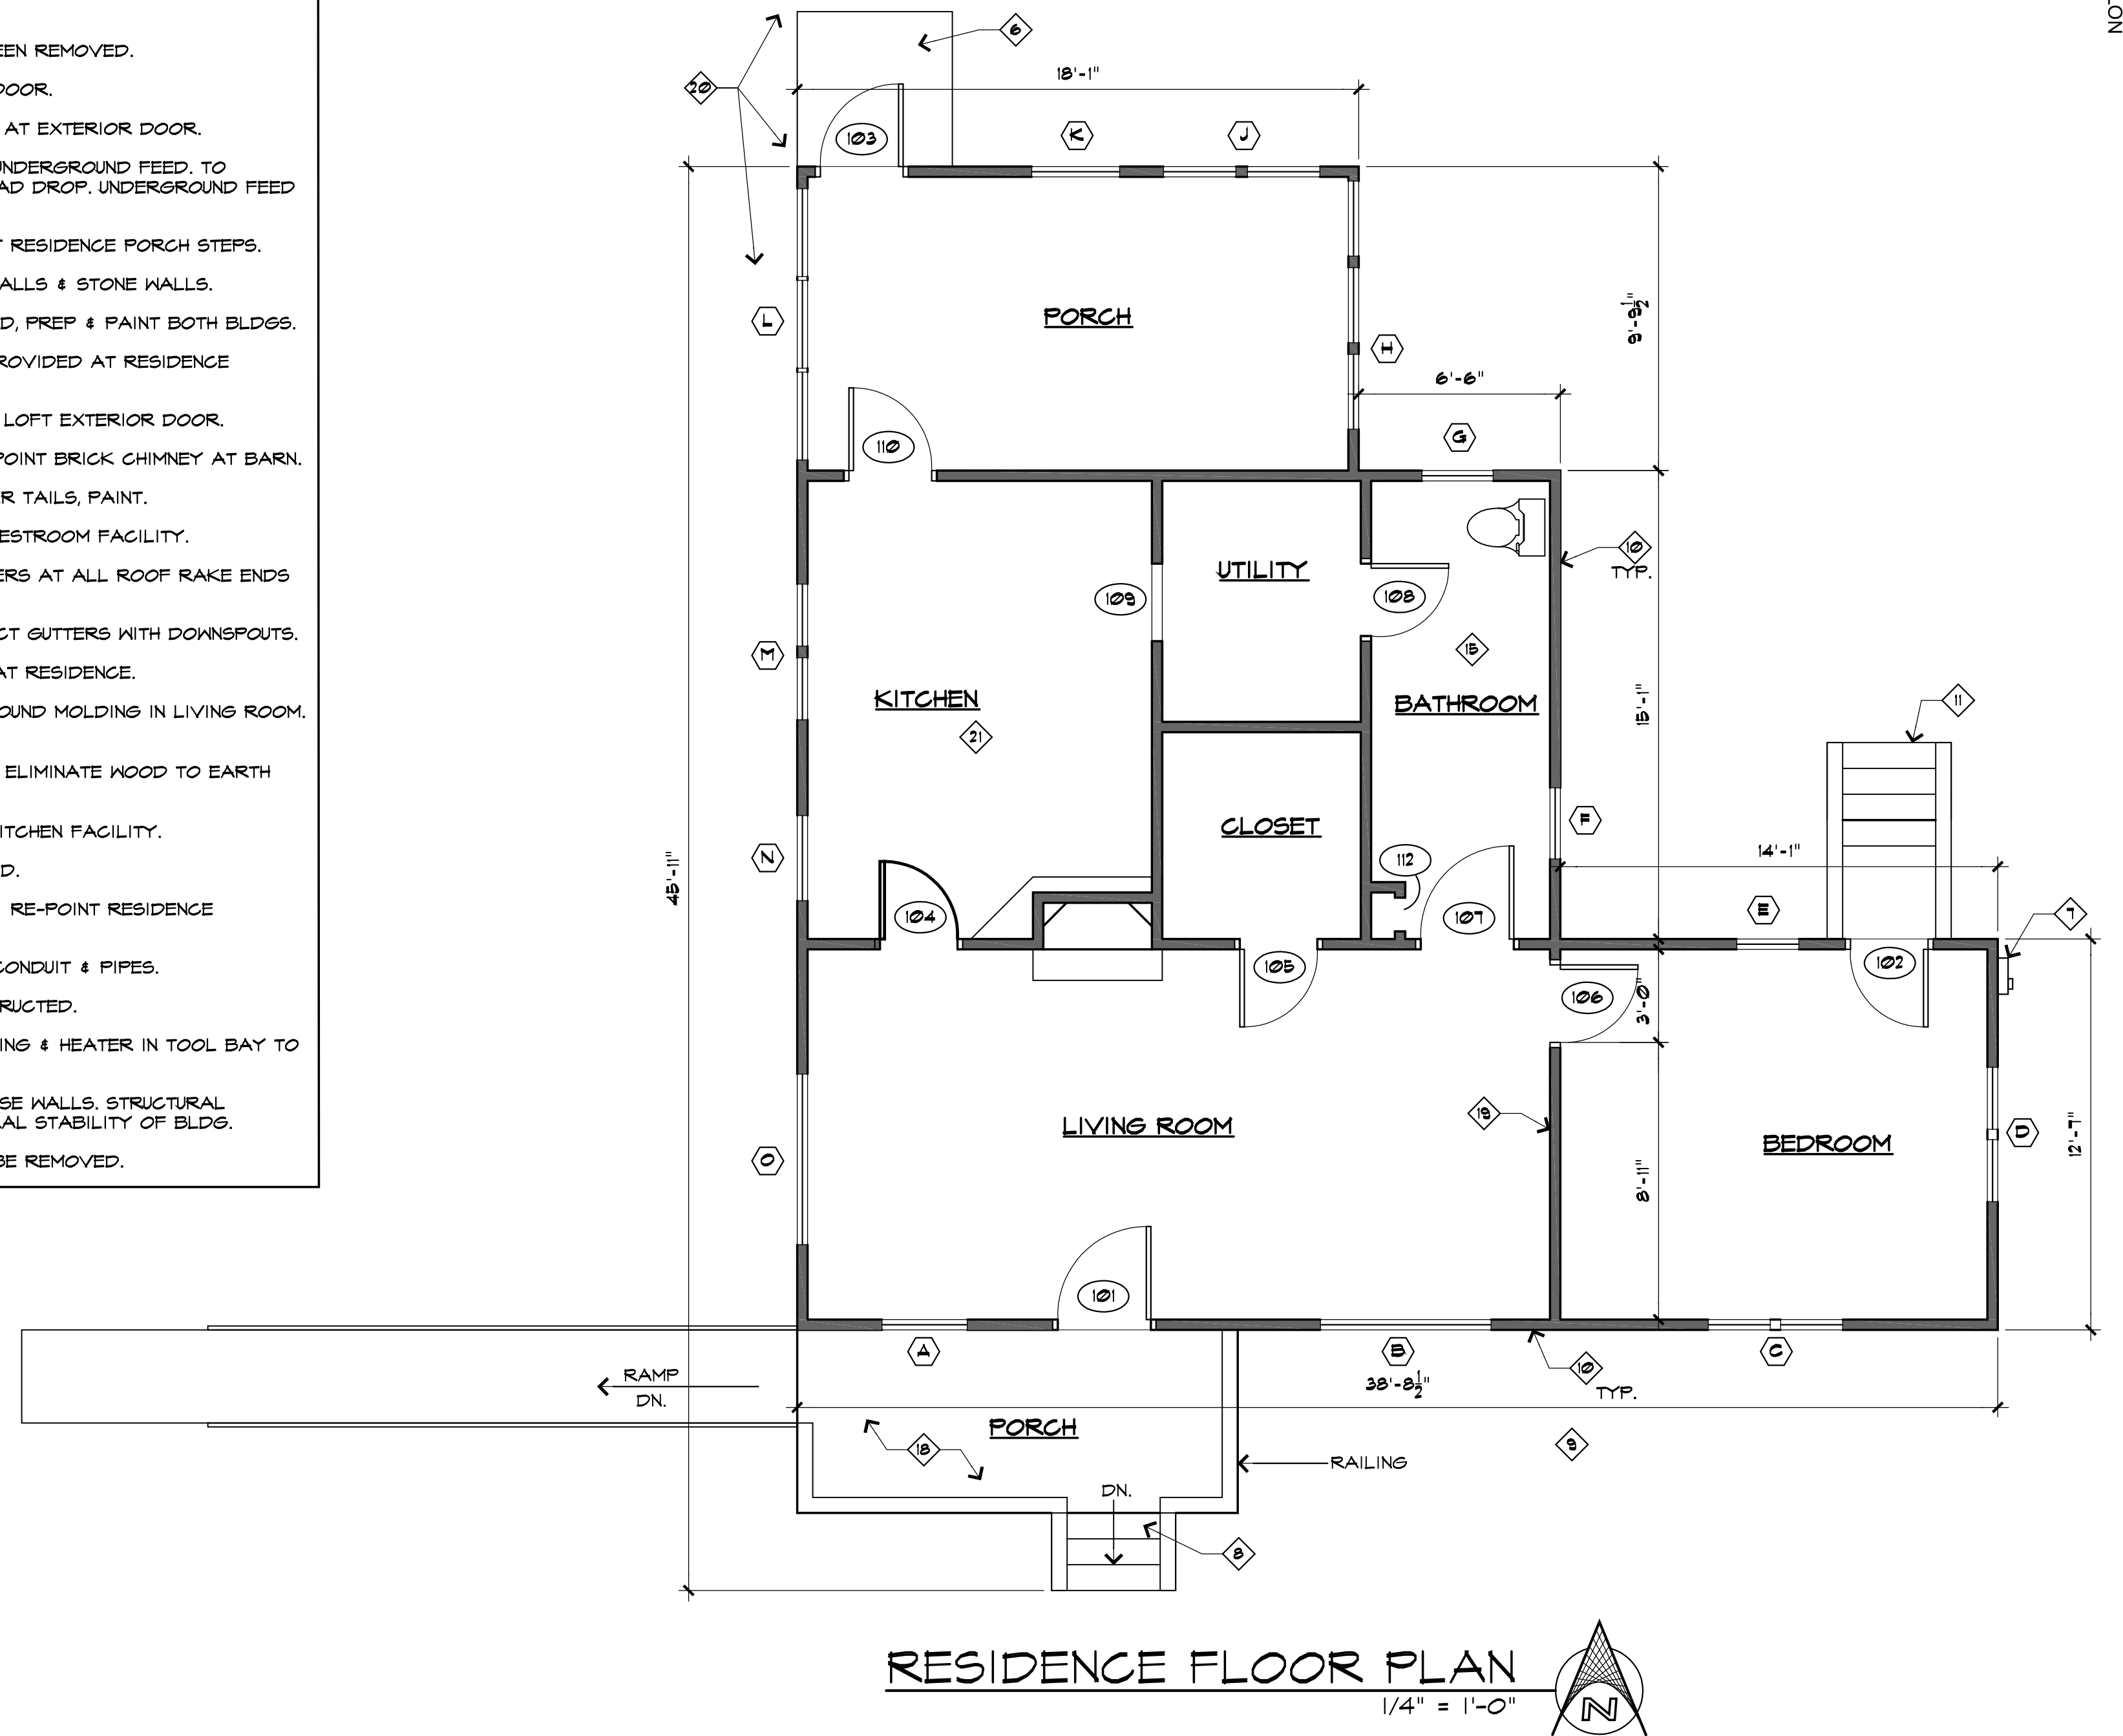 EEN REMOVED.
DOOR.
AT EXTERIOR DOOR.
UNDERGROUND FEED. TO
AD DROP. UNDERGROUND FEED
T RESIDENCE PORCH STEPS.
ALLS & STONE WALLS.
D, PREP & PAINT BOTH BLDGS.
ROVIDED AT RESIDENCE
LOFT EXTERIOR DOOR.
POINT BRICK CHIMNEY AT BARN.
R TAILS, PAINT.
ESTROOM FACILITY.
ERS AT ALL ROOF RAKE ENDS
CT GUTTERS WITH DOWNSPOUTS.
AT RESIDENCE.
OUND MOLDING IN LIVING ROOM.
ELIMINATE WOOD TO EARTH
ITCHEN FACILITY.
D.
RE-POINT RESIDENCE
CONDUIT & PIPES.
RUCTED.
ING & HEATER IN TOOL BAY TO
SE WALLS. STRUCTURAL
AL STABILITY OF BLDG.
BE REMOVED.
NOT
6
20
18'-1"
103
K
J
L
PORCH
I
9'-9½"
6'-6"
110
G
10
TYP.
UTILITY
109
108
15
M
KITCHEN
BATHROOM
15'-1"
11
21
CLOSET
F
14'-1"
N
45'-11"
112
104
107
E
7
105
102
106
3'-0"
LIVING ROOM
19
BEDROOM
D
12'-7"
O
8'-11"
101
A
B
C
10
TYP.
38'-8½"
RAMP
DN.
PORCH
18
9
RAILING
DN.
8
RESIDENCE FLOOR PLAN
1/4" = 1'-0"
N